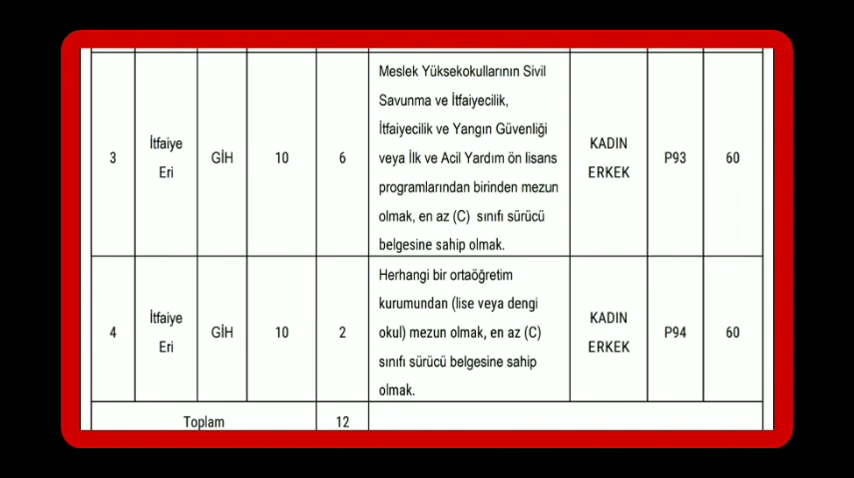 3
İtfaiye
Eri
GİH
10
6
Meslek Yüksekokullarının Sivil
Savunma ve İtfaiyecilik,
İtfaiyecilik ve Yangın Güvenliği
veya İlk ve Acil Yardım ön lisans
programlarından birinden mezun
olmak, en az (C) sınıfı sürücü
belgesine sahip olmak.
KADIN
ERKEK
P93
60
4
İtfaiye
Eri
GİH
10
2
Herhangi bir ortaöğretim
kurumundan (lise veya dengi
okul) mezun olmak, en az (C)
sınıfı sürücü belgesine sahip
olmak.
KADIN
ERKEK
P94
60
Toplam
12